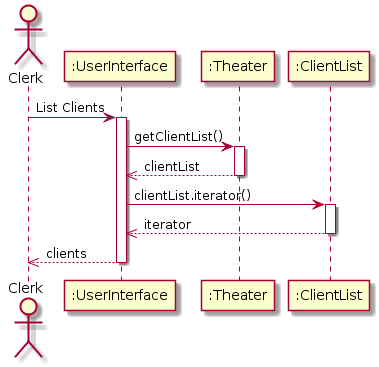 Clerk
:UserInterface
:Theater
:ClientList
List Clients
getClientList()
clientList
clientList.iterator()
iterator
clients
Clerk
:UserInterface
:Theater
:ClientList